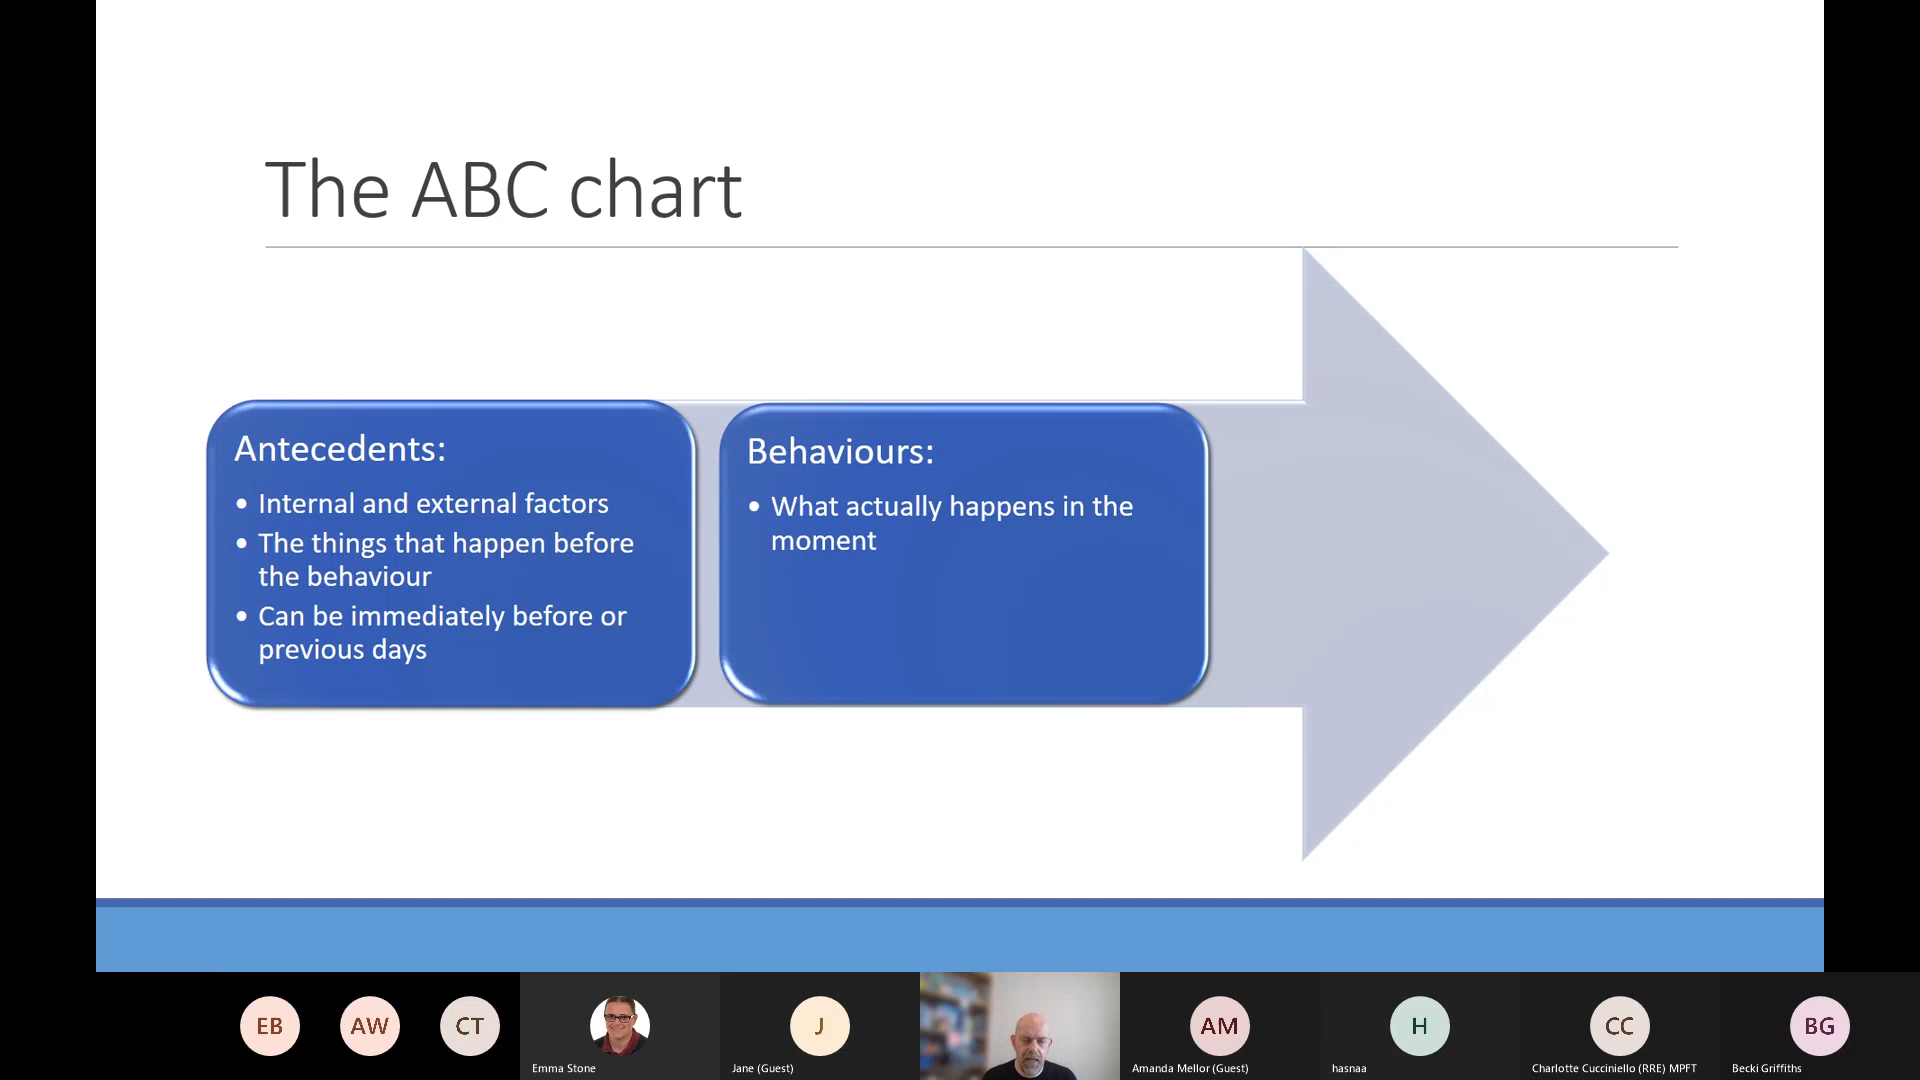 The ABC chart
Antecedents:
• Internal and external factors
• The things that happen before
the behaviour
• Can be immediately before or
previous days
Behaviours:
• What actually happens in the
moment
EB
AW
CT
Emma Stone
J
Jane (Guest)
AM
Amanda Mellor (Guest)
H
hasnaa
CC
Charlotte Cucciniello (RRE) MPFT
BG
Becki Griffiths